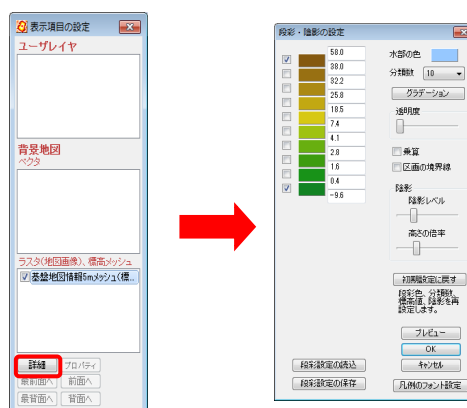 表示項目の設定
ユーザレイヤ
背景地図
ベクタ
ラスタ(地図画像)、標高メッシュ
基盤地図情報5mメッシュ(標...
詳細 プロパティ
最前面へ 前面へ
最背面へ 背面へ
段彩・陰影の設定
58.0
38.0
32.2
25.8
18.5
7.4
4.1
2.8
1.6
0.4
-9.6
水部の色
分類数 10
グラデーション
透明度
乗算
区画の境界線
陰影
陰影レベル
高さの倍率
初期設定に戻す
段彩色、分類数、
標高値、陰影を再
設定します。
プレビュー
OK
キャンセル
段彩設定の読込
段彩設定の保存
凡例のフォント設定